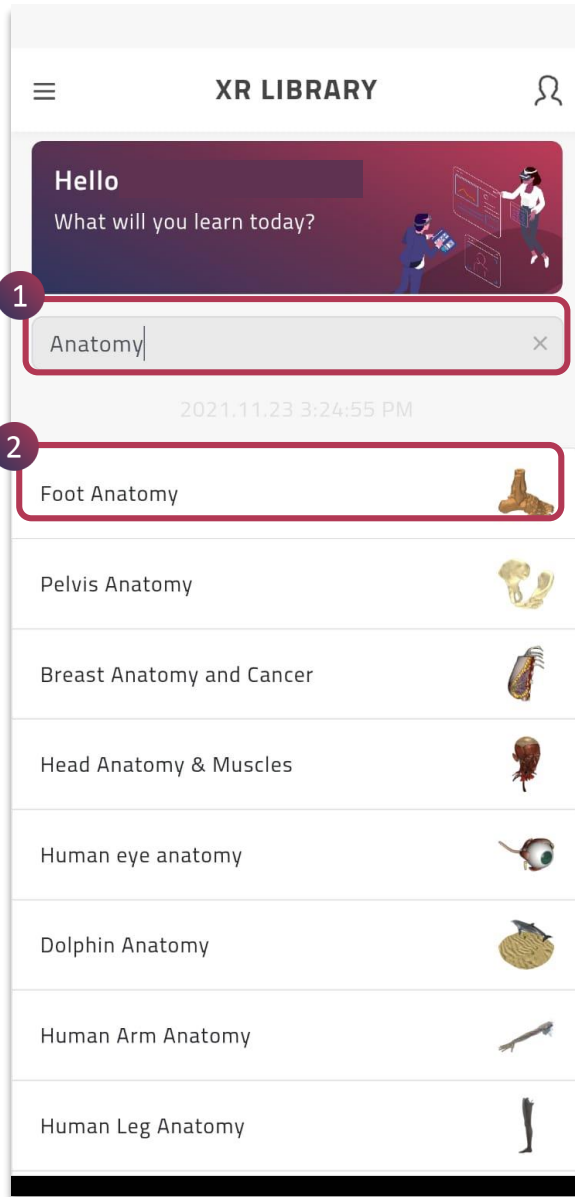 XR LIBRARY
Hello
What will you learn today?
1
Anatomy
2021.11.23 3:24:55 PM
2
Foot Anatomy
Pelvis Anatomy
Breast Anatomy and Cancer
Head Anatomy & Muscles
Human eye anatomy
Dolphin Anatomy
Human Arm Anatomy
Human Leg Anatomy